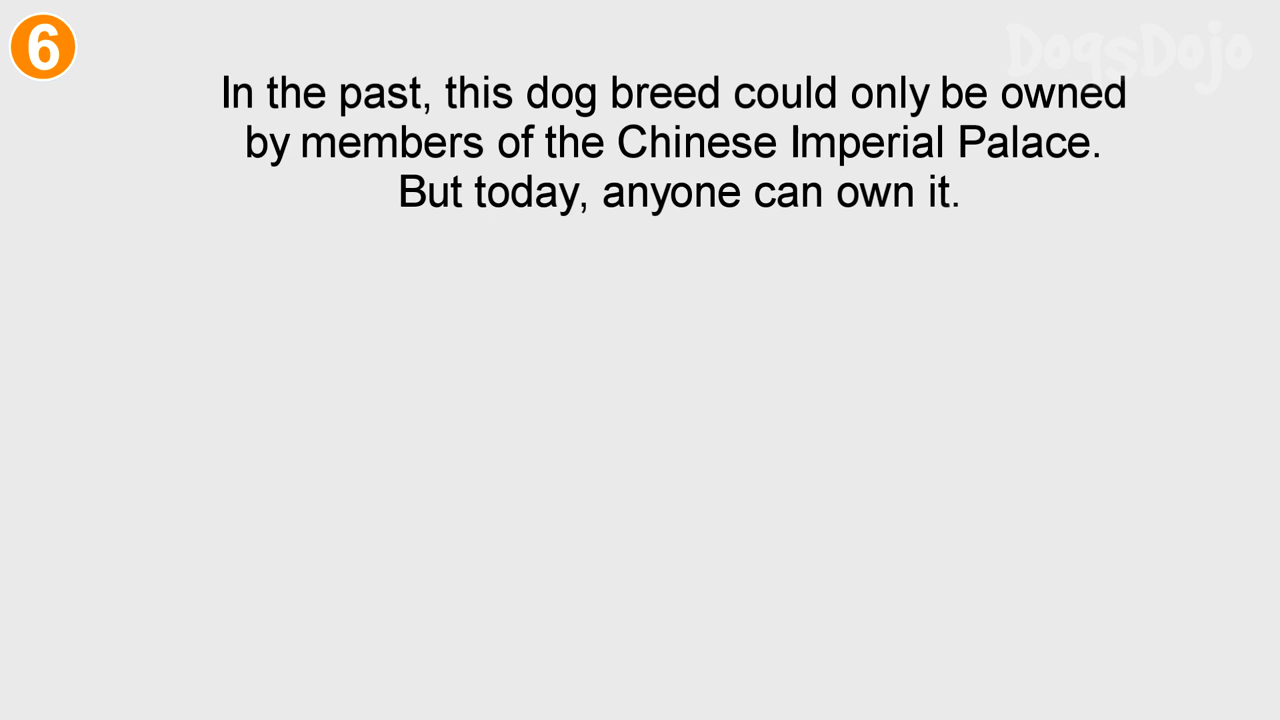 6
DogsDojo
In the past, this dog breed could only be owned
by members of the Chinese Imperial Palace.
But today, anyone can own it.